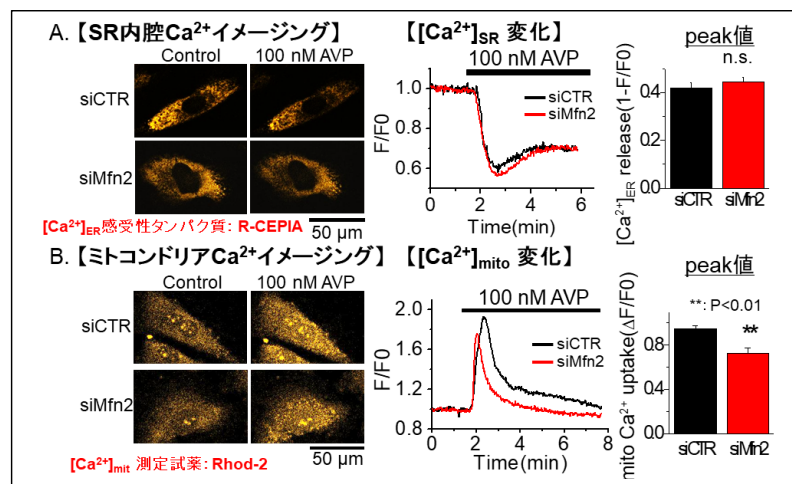 A. 【SR内腔Ca²⁺イメージング】
Control 100 nM AVP
siCTR
siMfn2
[Ca²⁺]ER感受性タンパク質: R-CEPIA
50 µm
【[Ca²⁺]SR 変化】
100 nM AVP
siCTR
siMfn2
F/F0
1.0
0.8
0.6
0 2 4 6
Time(min)
peak値
n.s.
[Ca²⁺]ER release(1-F/F0)
0.4
0.2
0.0
siCTR siMfn2
B. 【ミトコンドリアCa²⁺イメージング】
Control 100 nM AVP
siCTR
siMfn2
[Ca²⁺]mit 測定試薬: Rhod-2
50 µm
【[Ca²⁺]mito 変化】
100 nM AVP
siCTR
siMfn2
F/F0
2.0
1.6
1.2
0.8
0 2 4 6 8
Time(min)
peak値
**: P<0.01
**
mito Ca²⁺ uptake(ΔF/F0)
0.8
0.4
0
siCTR siMfn2